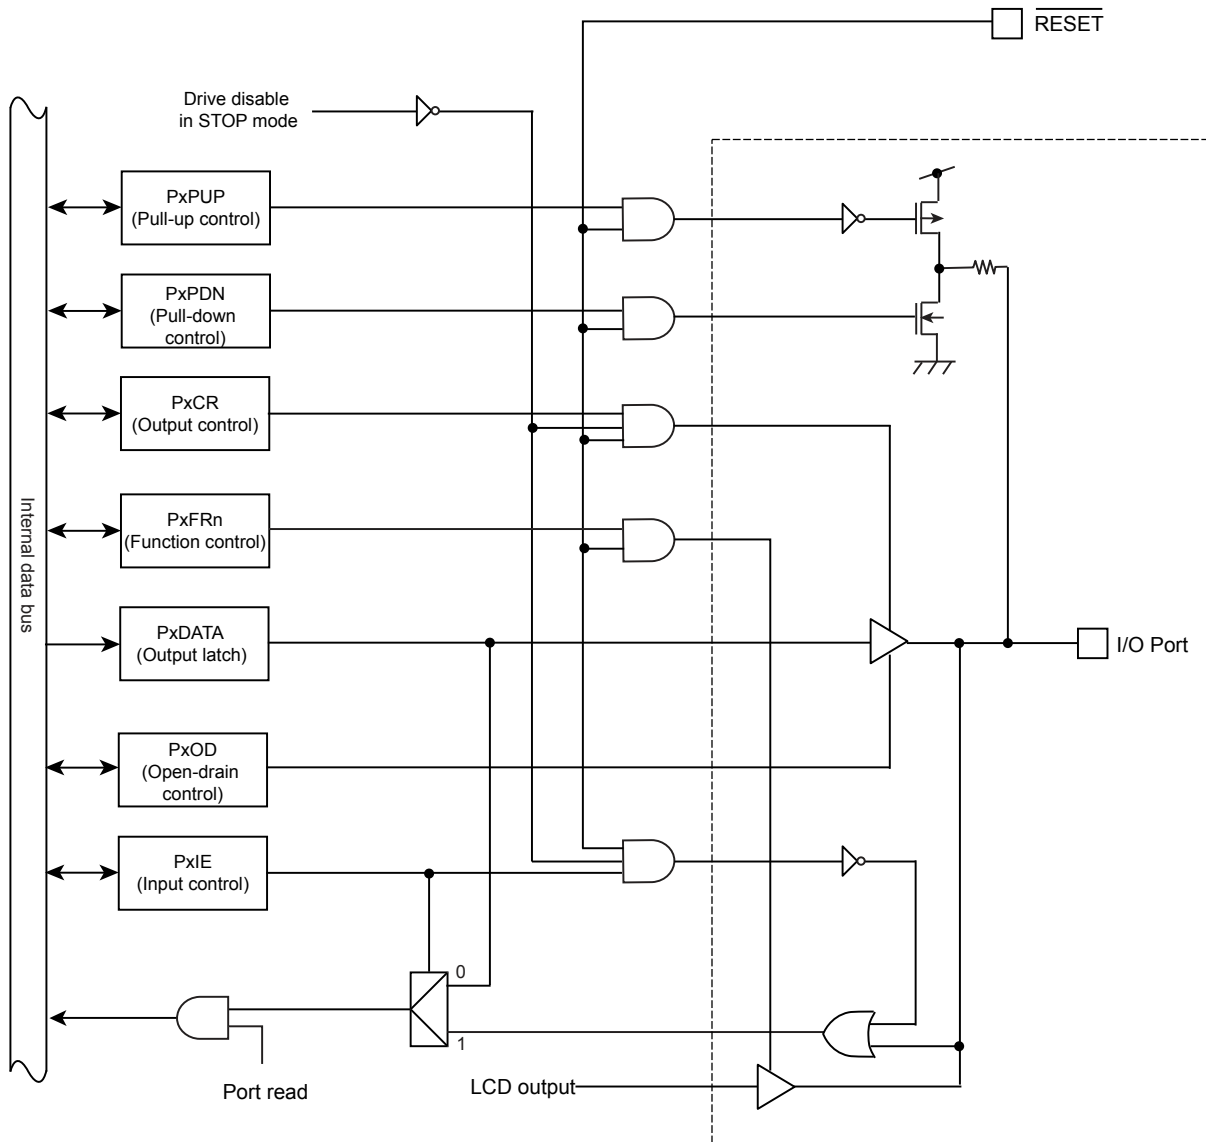 RESET
Drive disable
in STOP mode
PxPUP
(Pull-up control)
PxPDN
(Pull-down
control)
PxCR
(Output control)
PxFRn
(Function control)
Internal data bus
PxDATA
(Output latch)
I/O Port
PxOD
(Open-drain
control)
PxIE
(Input control)
0
1
Port read
LCD output